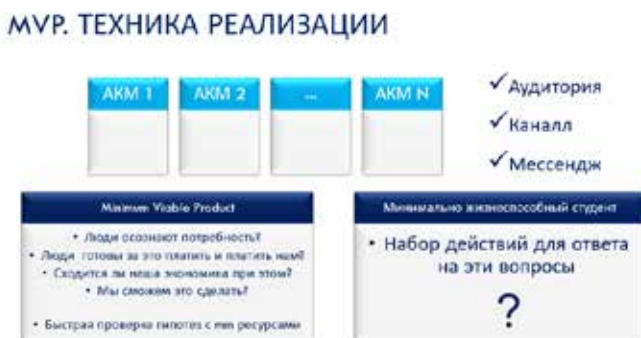 MVP. ТЕХНИКА РЕАЛИЗАЦИИ
АКМ 1
АКМ 2
...
АКМ N
✓ Аудитория
✓ Каналл
✓ Мессендж
Minimum Viable Product
• Люди осознают потребность?
• Люди готовы за это платить и платить нам?
• Сходится ли наша экономика при этом?
• Мы сможем это сделать?
• Быстрая проверка гипотез с min ресурсами
Минимально жизнеспособный студент
• Набор действий для ответа
на эти вопросы
?